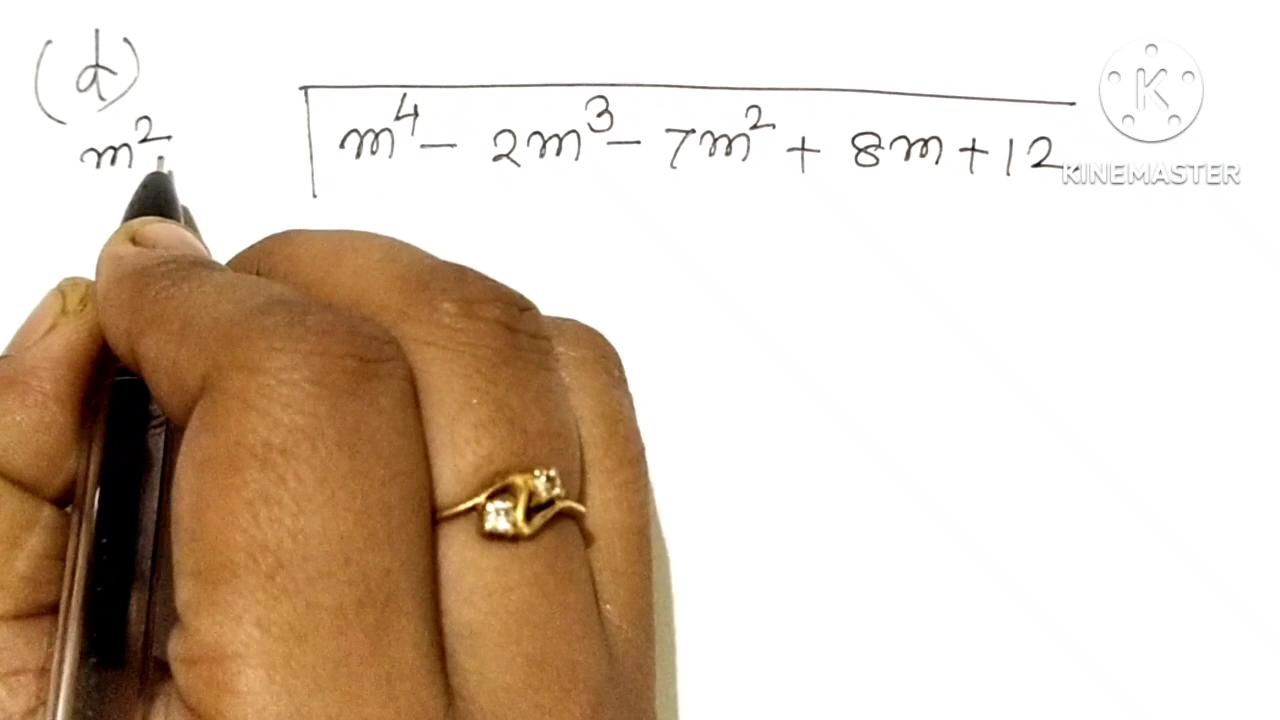 (d)
m² m⁴ - 2m³ - 7m² + 8m + 12
KINEMASTER